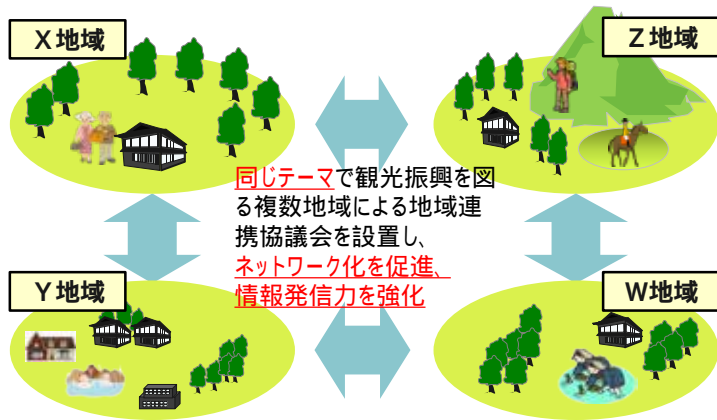 X地域
Z地域
同じテーマで観光振興を図
る複数地域による地域連
携協議会を設置し、
ネットワーク化を促進、
情報発信力を強化
Y地域
W地域